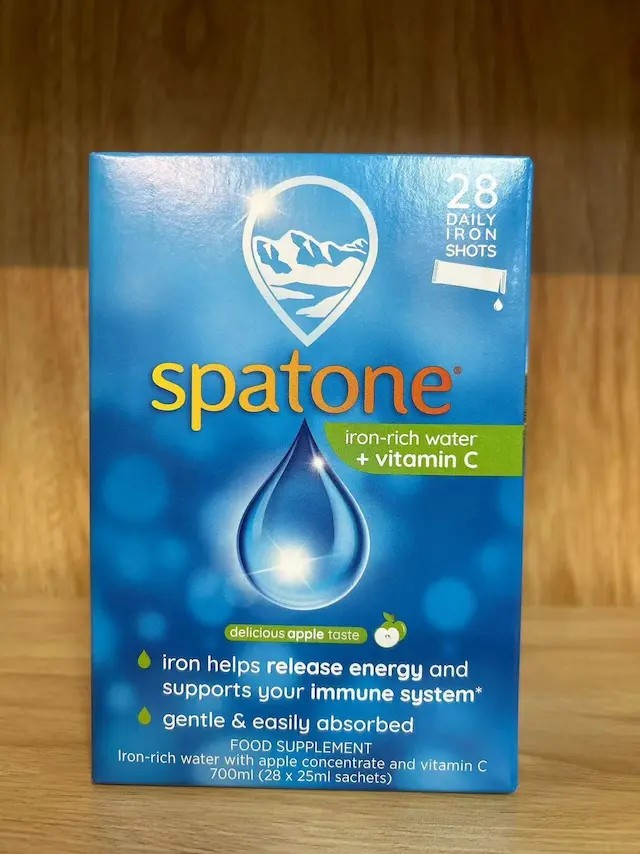 28
DAILY
IRON
SHOTS
spatone®
iron-rich water
+ vitamin C
delicious apple taste
iron helps release energy and
supports your immune system*
gentle & easily absorbed
FOOD SUPPLEMENT
Iron-rich water with apple concentrate and vitamin C
700ml (28 x 25ml sachets)